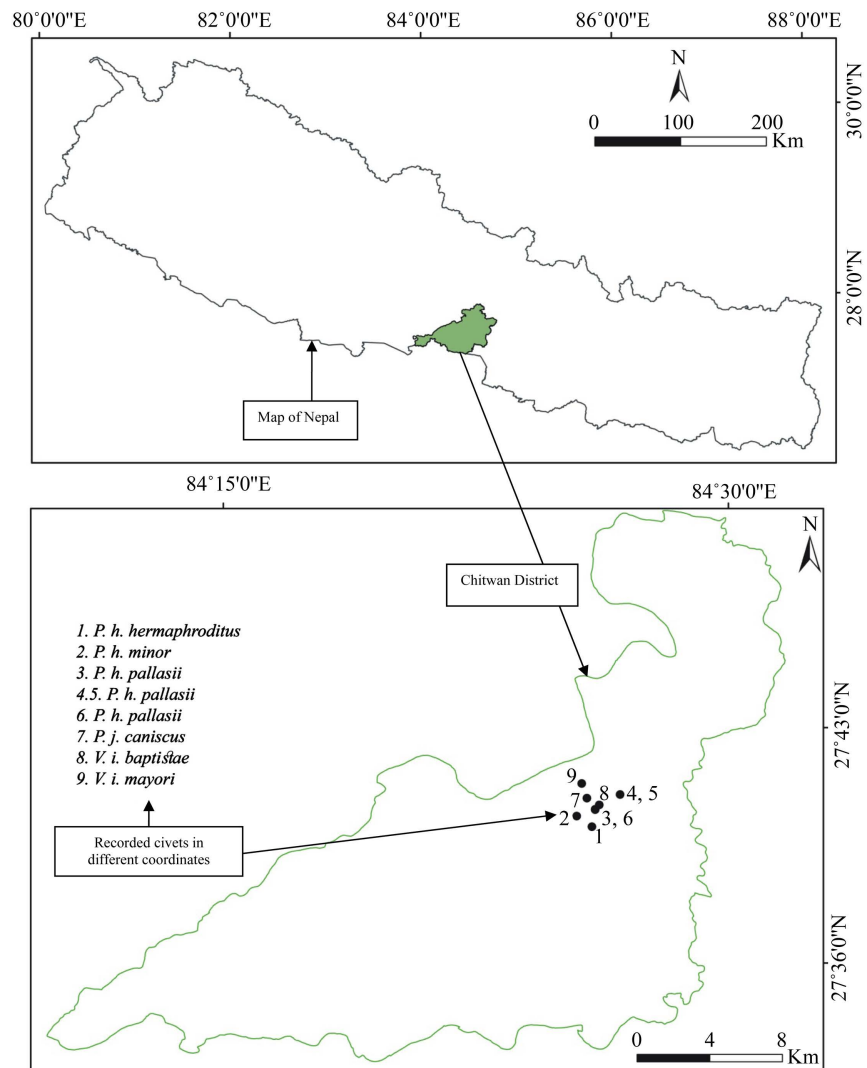 80˚0'0"E 82˚0'0"E 84˚0'0"E 86˚0'0"E 88˚0'0"E
N
0 100 200
Km
30˚0'0"N
28˚0'0"N
Map of Nepal
84˚15'0"E 84˚30'0"E
N
Chitwan District
1. P. h. hermaphroditus
2. P. h. minor
3. P. h. pallasii
4.5. P. h. pallasii
6. P. h. pallasii
7. P. j. caniscus
8. V. i. baptistae
9. V. i. mayori
27˚43'0"N
9
7 8 4, 5
2 3, 6
1
Recorded civets in
different coordinates
27˚36'0"N
0 4 8
Km